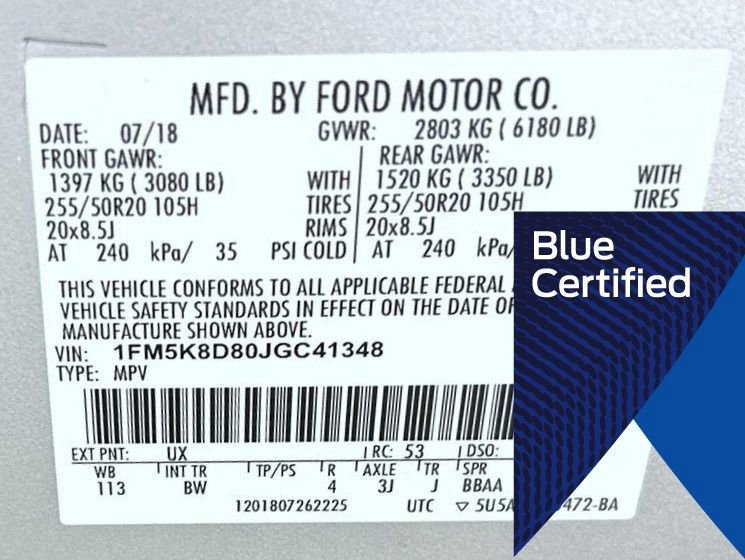 MFD. BY FORD MOTOR CO.
DATE: 07/18 GVWR: 2803 KG ( 6180 LB)
FRONT GAWR: REAR GAWR:
1397 KG ( 3080 LB) WITH 1520 KG ( 3350 LB) WITH
255/50R20 105H TIRES 255/50R20 105H TIRES
20x8.5J RIMS 20x8.5J
AT 240 kPa/ 35 PSI COLD AT 240 kPa/
Blue
Certified
THIS VEHICLE CONFORMS TO ALL APPLICABLE FEDERAL
VEHICLE SAFETY STANDARDS IN EFFECT ON THE DATE OF
MANUFACTURE SHOWN ABOVE.
VIN: 1FM5K8D80JGC41348
TYPE: MPV
EXT PNT: UX RC: 53 DSO:
WB INT TR TP/PS R AXLE TR SPR
113 BW 4 3J J BBAA
1201807262225 UTC ▽ 5U5A 472-BA